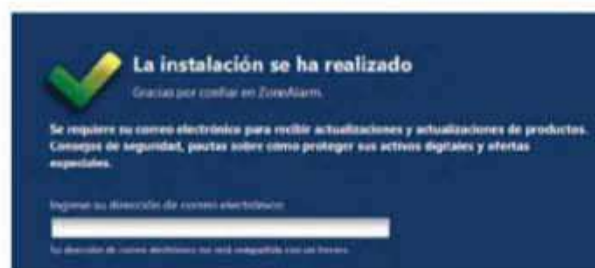 La instalación se ha realizado
Gracias por confiar en ZoneAlarm.
Se requiere su correo electrónico para recibir actualizaciones y actualizaciones de productos.
Consejos de seguridad, pautas sobre cómo proteger sus activos digitales y ofertas
especiales.
Ingrese su dirección de correo electrónico:
Su dirección de correo electrónico no será compartida con un tercero.